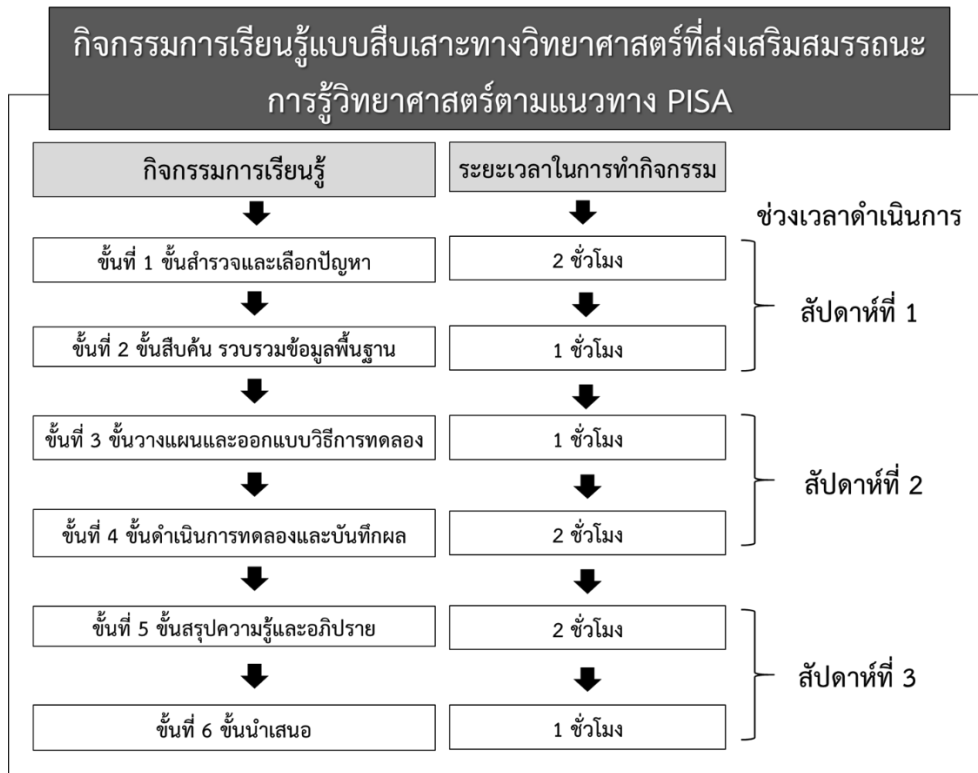 กิจกรรมการเรียนรู้แบบสืบเสาะทางวิทยาศาสตร์ที่ส่งเสริมสมรรถนะ
การรู้วิทยาศาสตร์ตามแนวทาง PISA
กิจกรรมการเรียนรู้
ระยะเวลาในการทำกิจกรรม
ช่วงเวลาดำเนินการ
ขั้นที่ 1 ขั้นสำรวจและเลือกปัญหา
2 ชั่วโมง
สัปดาห์ที่ 1
ขั้นที่ 2 ขั้นสืบค้น รวบรวมข้อมูลพื้นฐาน
1 ชั่วโมง
ขั้นที่ 3 ขั้นวางแผนและออกแบบวิธีการทดลอง
1 ชั่วโมง
สัปดาห์ที่ 2
ขั้นที่ 4 ขั้นดำเนินการทดลองและบันทึกผล
2 ชั่วโมง
ขั้นที่ 5 ขั้นสรุปความรู้และอภิปราย
2 ชั่วโมง
สัปดาห์ที่ 3
ขั้นที่ 6 ขั้นนำเสนอ
1 ชั่วโมง